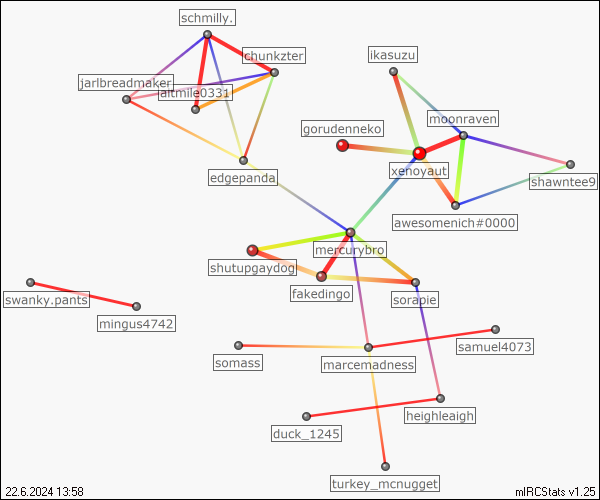 schmilly.
chunkzter
ikasuzu
jarlbreadmaker
altmile0331
moonraven
gorudenneko
xenoyaut
edgepanda
shawntee9
awesomenich#0000
mercurybro
shutupgaydog
fakedingo
sorapie
swanky.pants
mingus4742
samuel4073
somass
marcemadness
heighleaigh
duck_1245
turkey_mcnugget
22.6.2024 13:58
mIRCStats v1.25